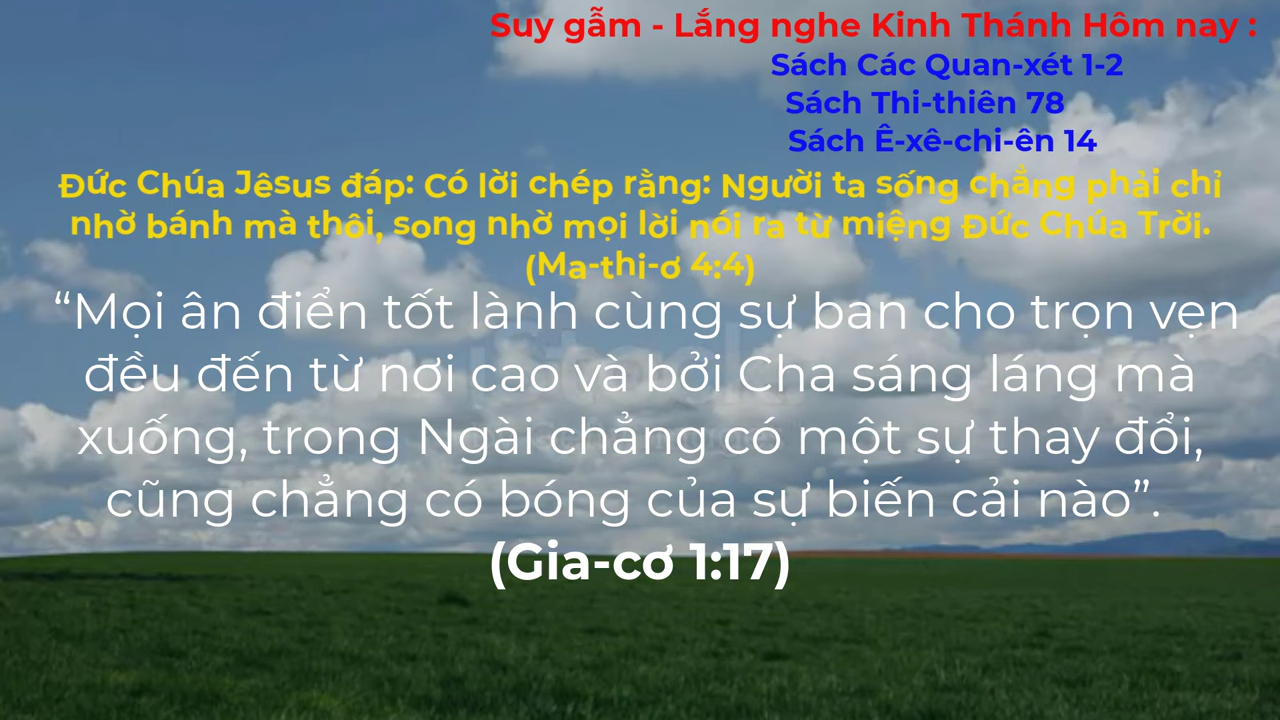 Suy gẫm - Lắng nghe Kinh Thánh Hôm nay :
Sách Các Quan-xét 1-2
Sách Thi-thiên 78
Sách Ê-xê-chi-ên 14
Đức Chúa Jêsus đáp: Có lời chép rằng: Người ta sống chẳng phải chỉ
nhờ bánh mà thôi, song nhờ mọi lời nói ra từ miệng Đức Chúa Trời.
(Ma-thi-ơ 4:4)
“Mọi ân điển tốt lành cùng sự ban cho trọn vẹn
đều đến từ nơi cao và bởi Cha sáng láng mà
xuống, trong Ngài chẳng có một sự thay đổi,
cũng chẳng có bóng của sự biến cải nào”.
(Gia-cơ 1:17)